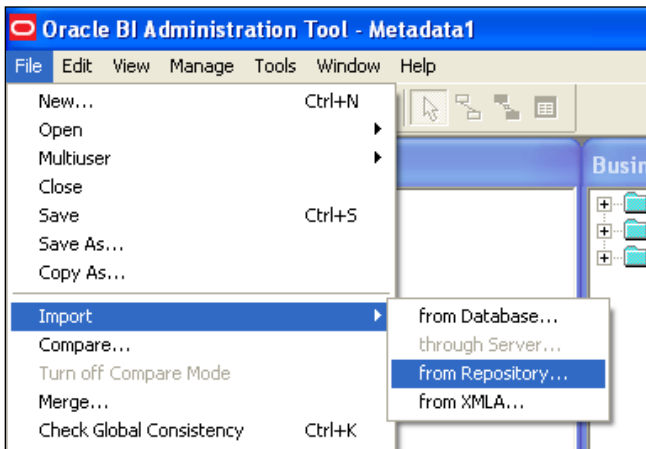 Oracle BI Administration Tool - Metadata1
File Edit View Manage Tools Window Help
New... Ctrl+N
Open
Multiuser
Close
Save Ctrl+S
Save As...
Copy As...
Busin
Import
Compare...
Turn off Compare Mode
Merge...
Check Global Consistency Ctrl+K
from Database...
through Server...
from Repository...
from XMLA...